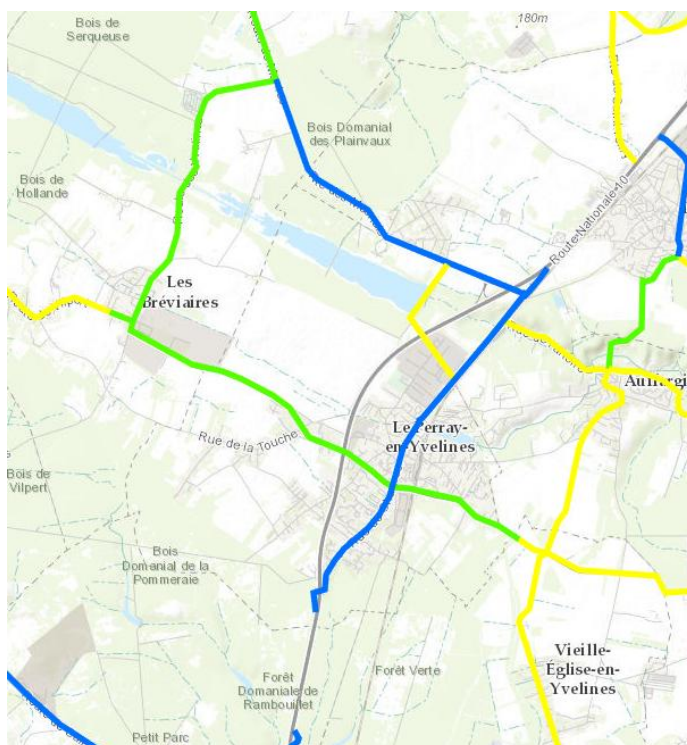 Bois de
Serqueuse
180m
Bois Domanial
des Plainvaux
Bois de
Hollande
Route Nationale 10
Les
Bréviaires
Auffargi
Le Perray-
en-Yvelines
Rue de la Touche
Bois de
Vilpert
Bois
Domanial de la
Pommeraie
Vieille-
Église-en-
Yvelines
Forêt
Domaniale de
Rambouillet
Forêt Verte
Petit Parc